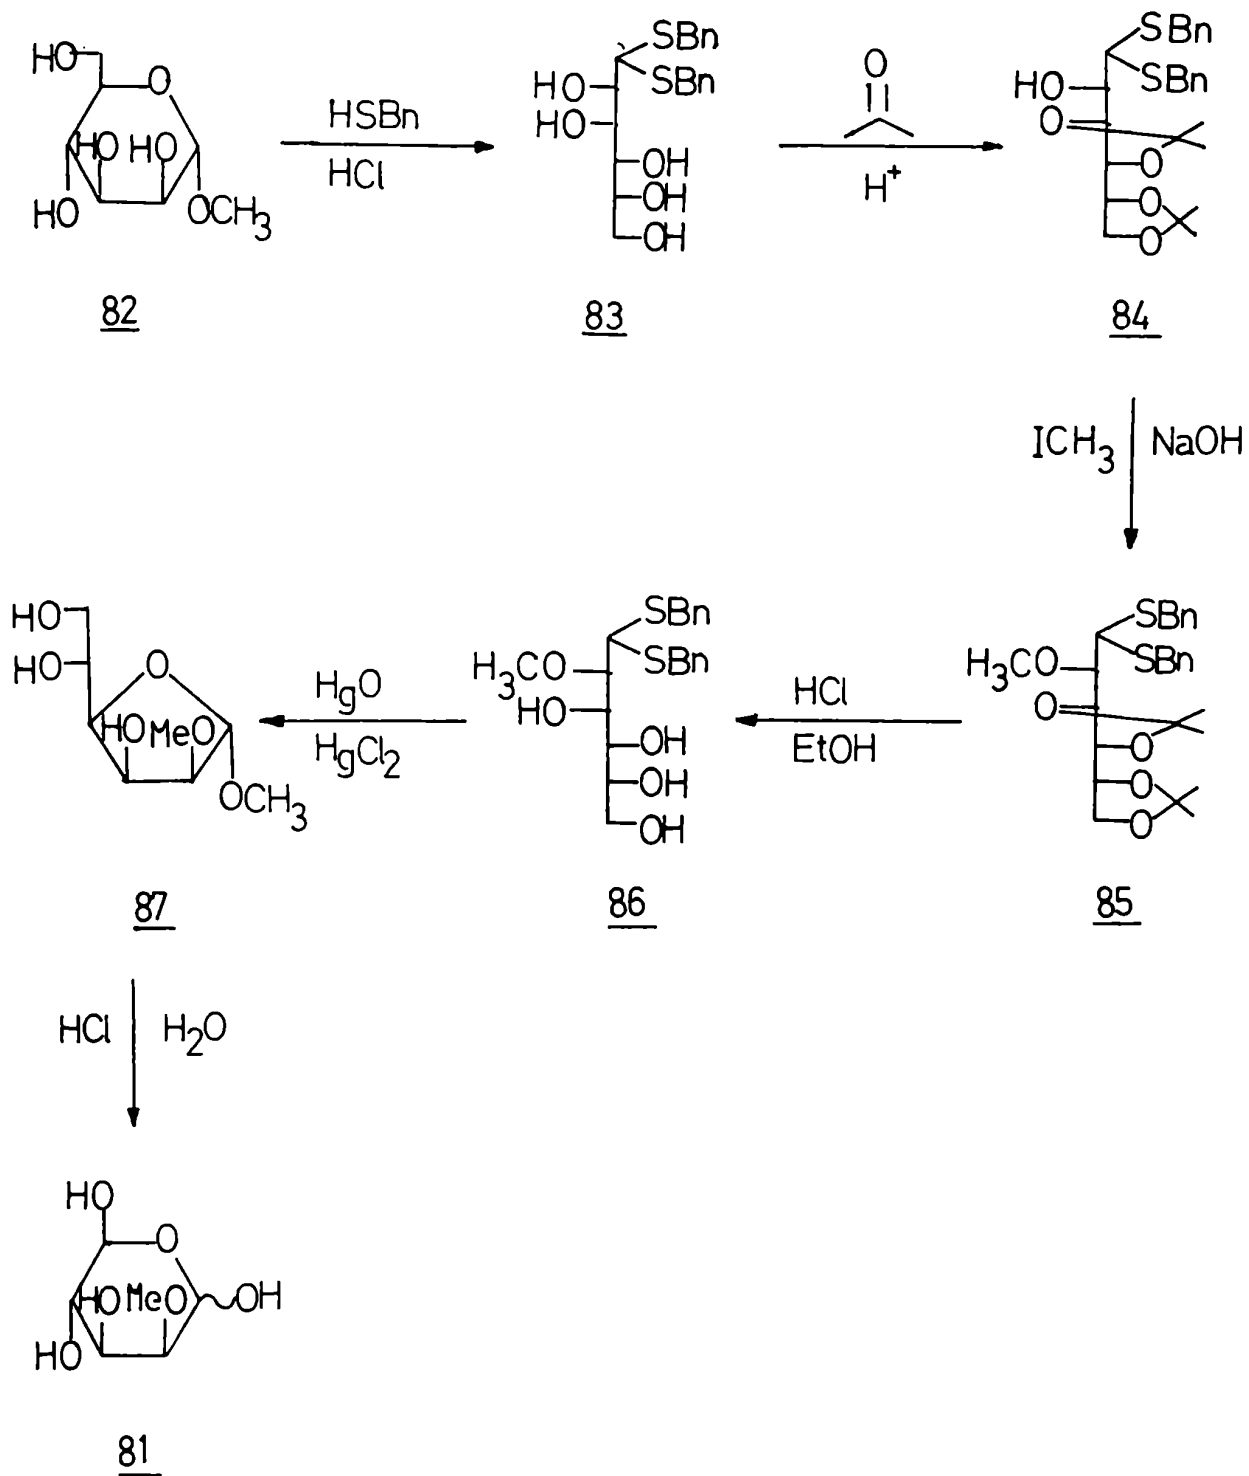 HO
O
HO HO
HO
OCH3
82
HSBn
HCl
SBn
SBn
HO
HO
OH
OH
OH
83
O
H+
SBn
SBn
HO
O
O
O
O
84
ICH3 NaOH
SBn
SBn
H3CO
O
O
O
O
85
HCl
EtOH
SBn
SBn
H3CO
HO
OH
OH
OH
86
HgO
HgCl2
HO
HO
O
HO MeO
OCH3
87
HCl H2O
HO
O
HO MeO OH
HO
81